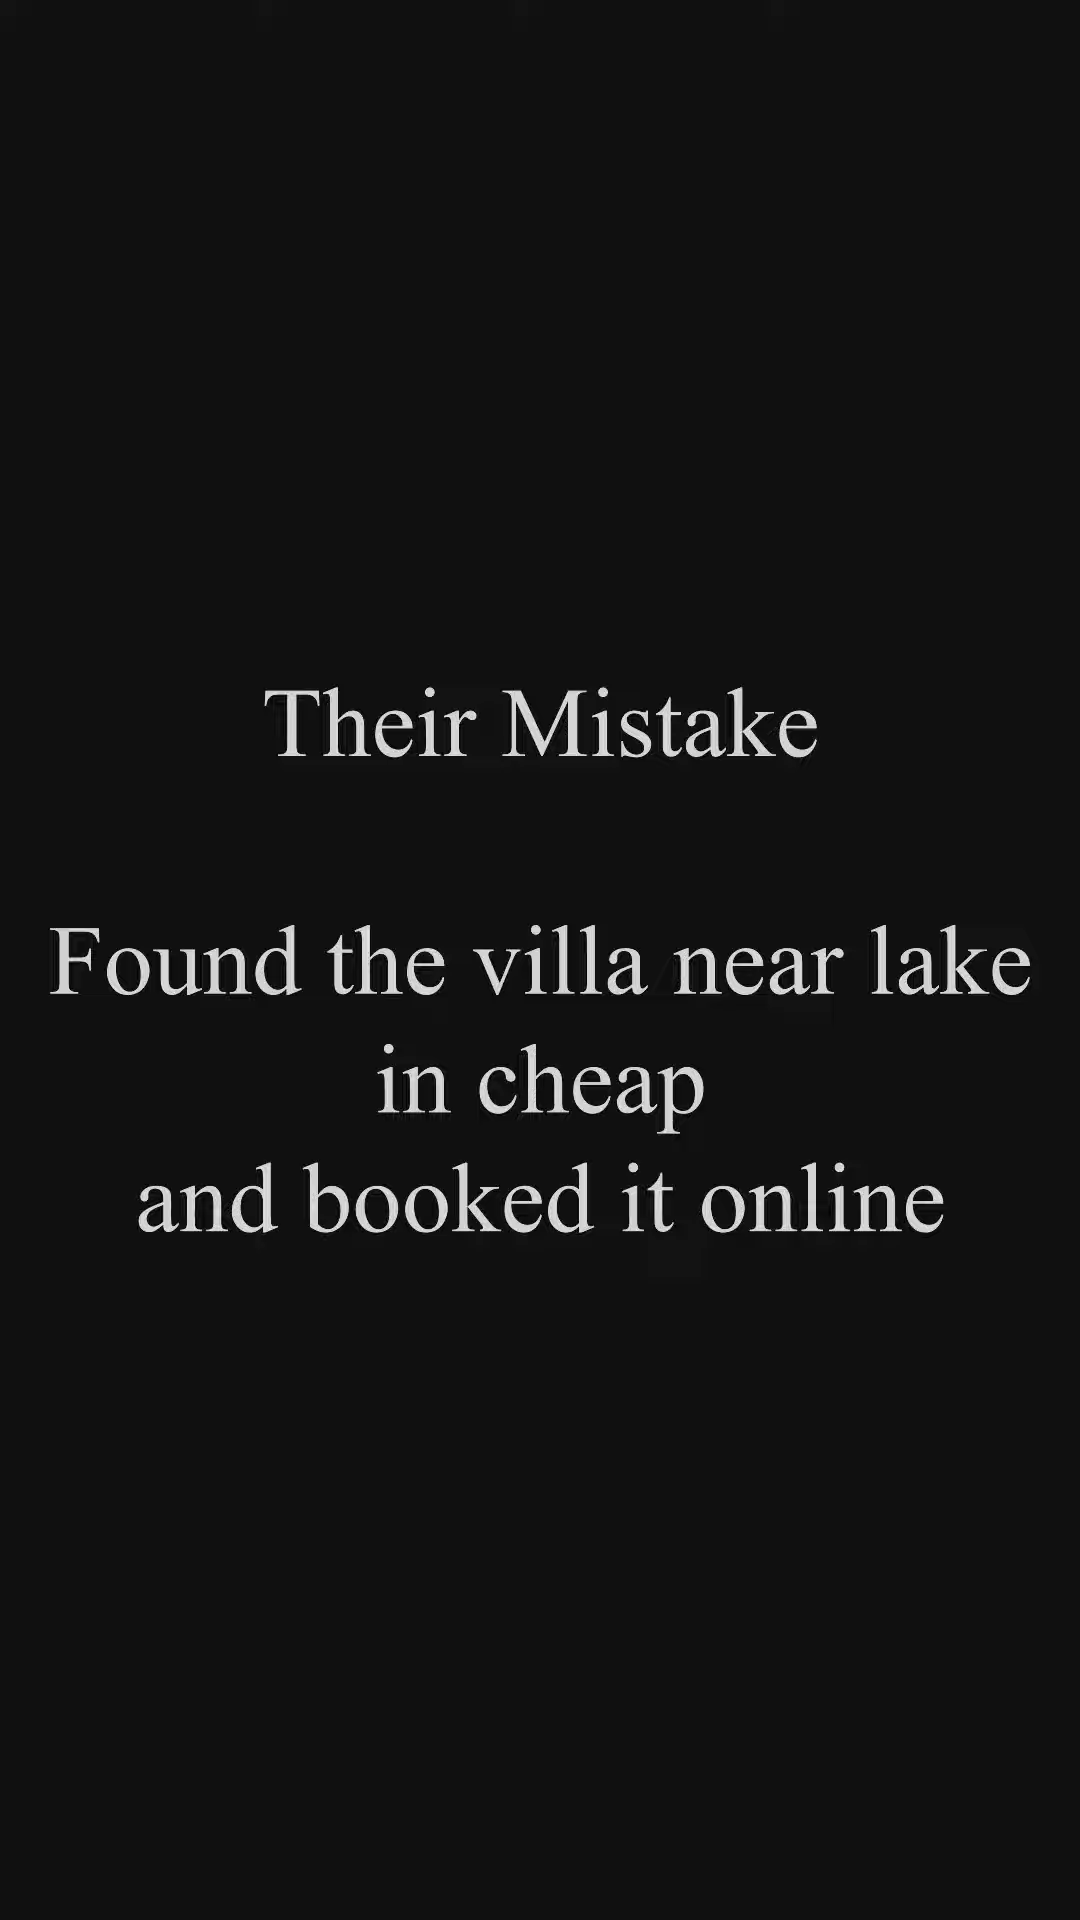 Their Mistake
Found the villa near lake
in cheap
and booked it online